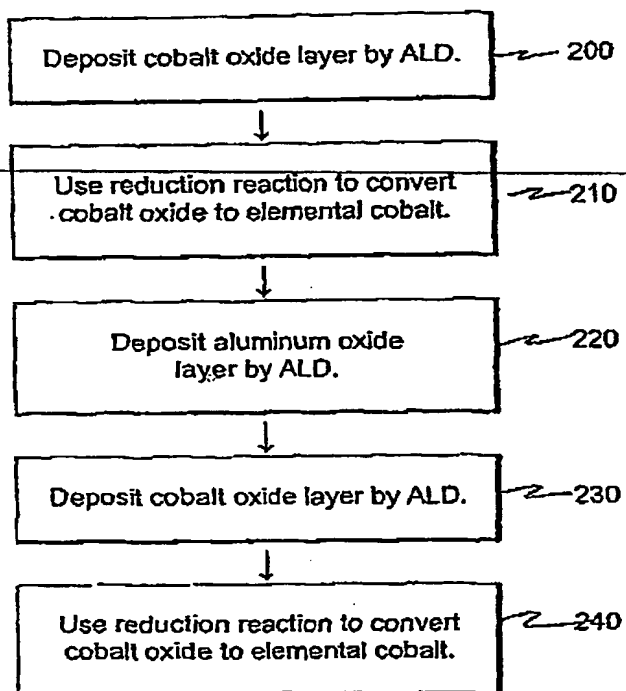 Deposit cobalt oxide layer by ALD. 200
Use reduction reaction to convert 210
cobalt oxide to elemental cobalt.
Deposit aluminum oxide 220
layer by ALD.
Deposit cobalt oxide layer by ALD. 230
Use reduction reaction to convert 240
cobalt oxide to elemental cobalt.